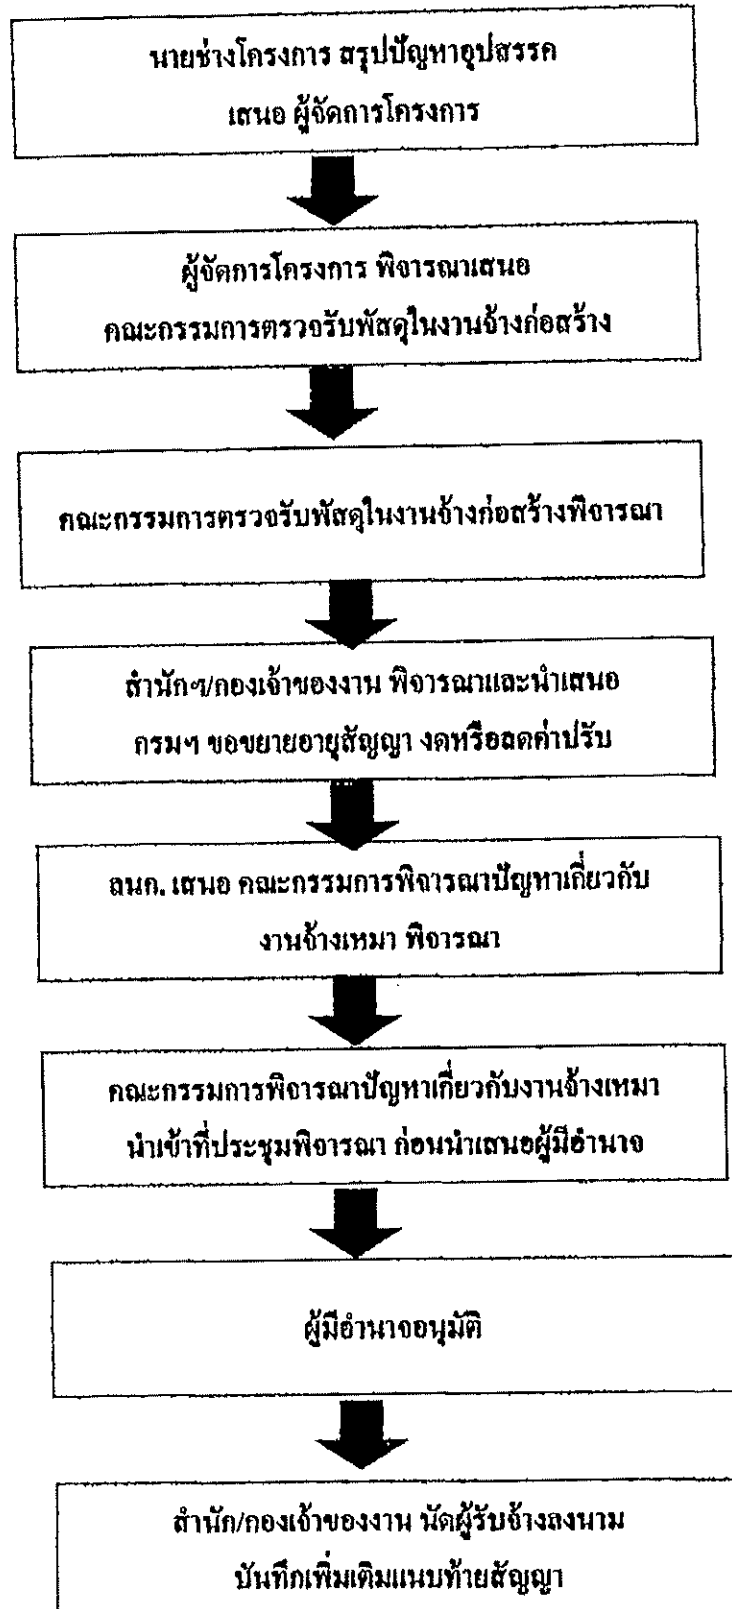 นายช่างโครงการ สรุปปัญหาอุปสรรค
เสนอ ผู้จัดการโครงการ
ผู้จัดการโครงการ พิจารณาเสนอ
คณะกรรมการตรวจรับพัสดุในงานจ้างก่อสร้าง
คณะกรรมการตรวจรับพัสดุในงานจ้างก่อสร้างพิจารณา
สำนักฯ/กองเจ้าของงาน พิจารณาและนำเสนอ
กรมฯ ขอขยายอายุสัญญา งดหรือลดค่าปรับ
ลนก. เสนอ คณะกรรมการพิจารณาปัญหาเกี่ยวกับ
งานจ้างเหมา พิจารณา
คณะกรรมการพิจารณาปัญหาเกี่ยวกับงานจ้างเหมา
นำเข้าที่ประชุมพิจารณา ก่อนนำเสนอผู้มีอำนาจ
ผู้มีอำนาจอนุมัติ
สำนัก/กองเจ้าของงาน นัดผู้รับจ้างลงนาม
บันทึกเพิ่มเติมแนบท้ายสัญญา